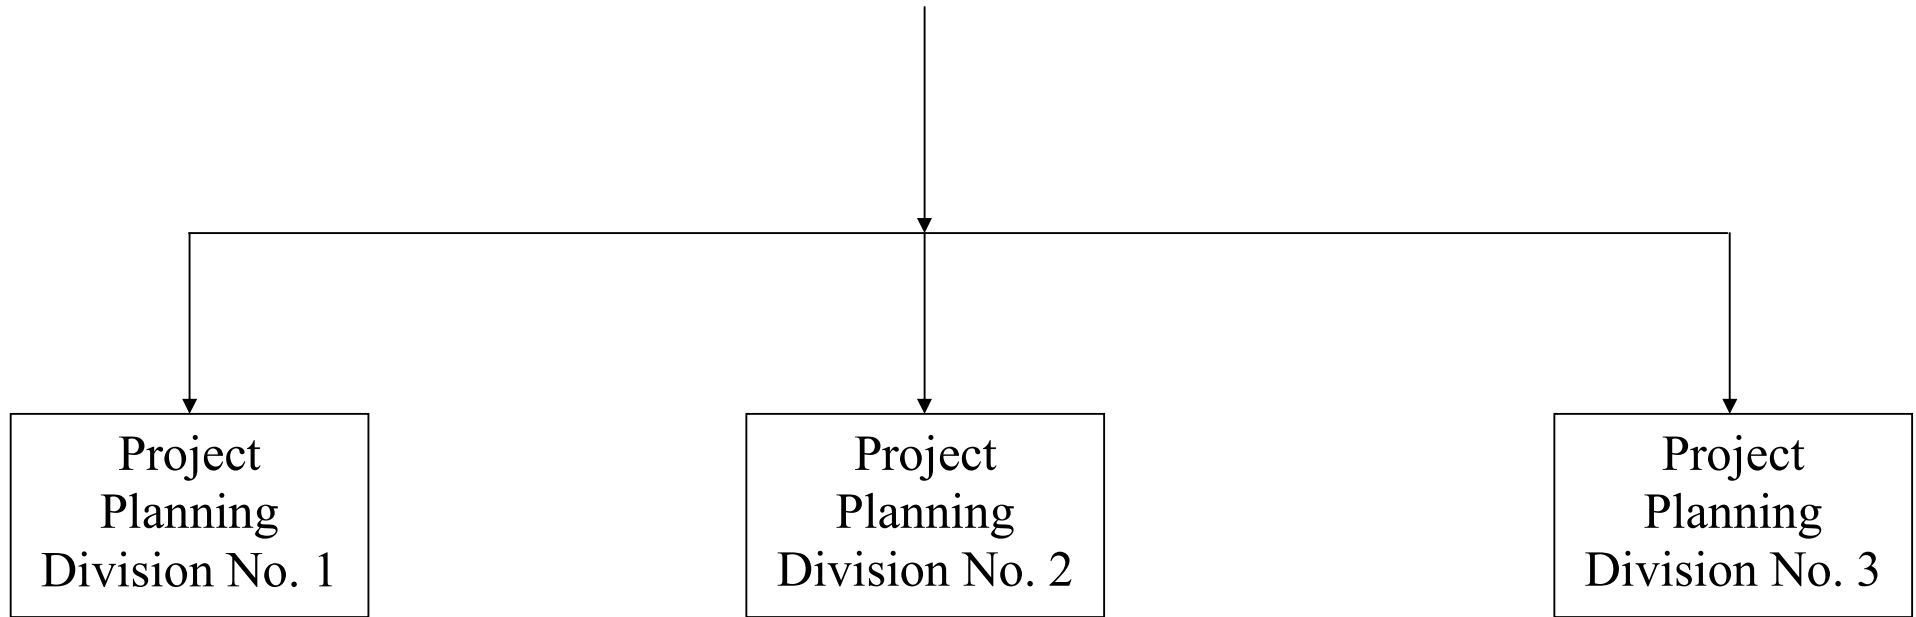 Project
Planning
Division No. 1
Project
Planning
Division No. 2
Project
Planning
Division No. 3